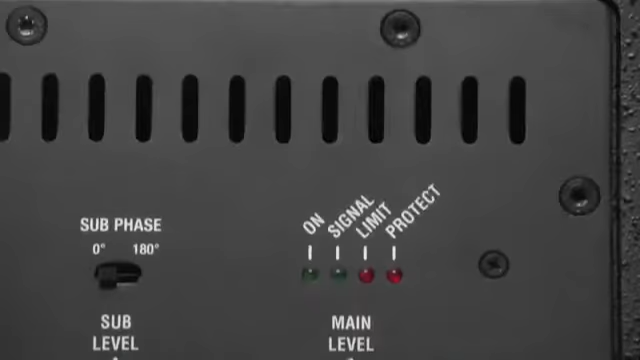 SUB PHASE
0° 180°
ON SIGNAL LIMIT PROTECT
SUB
LEVEL
MAIN
LEVEL